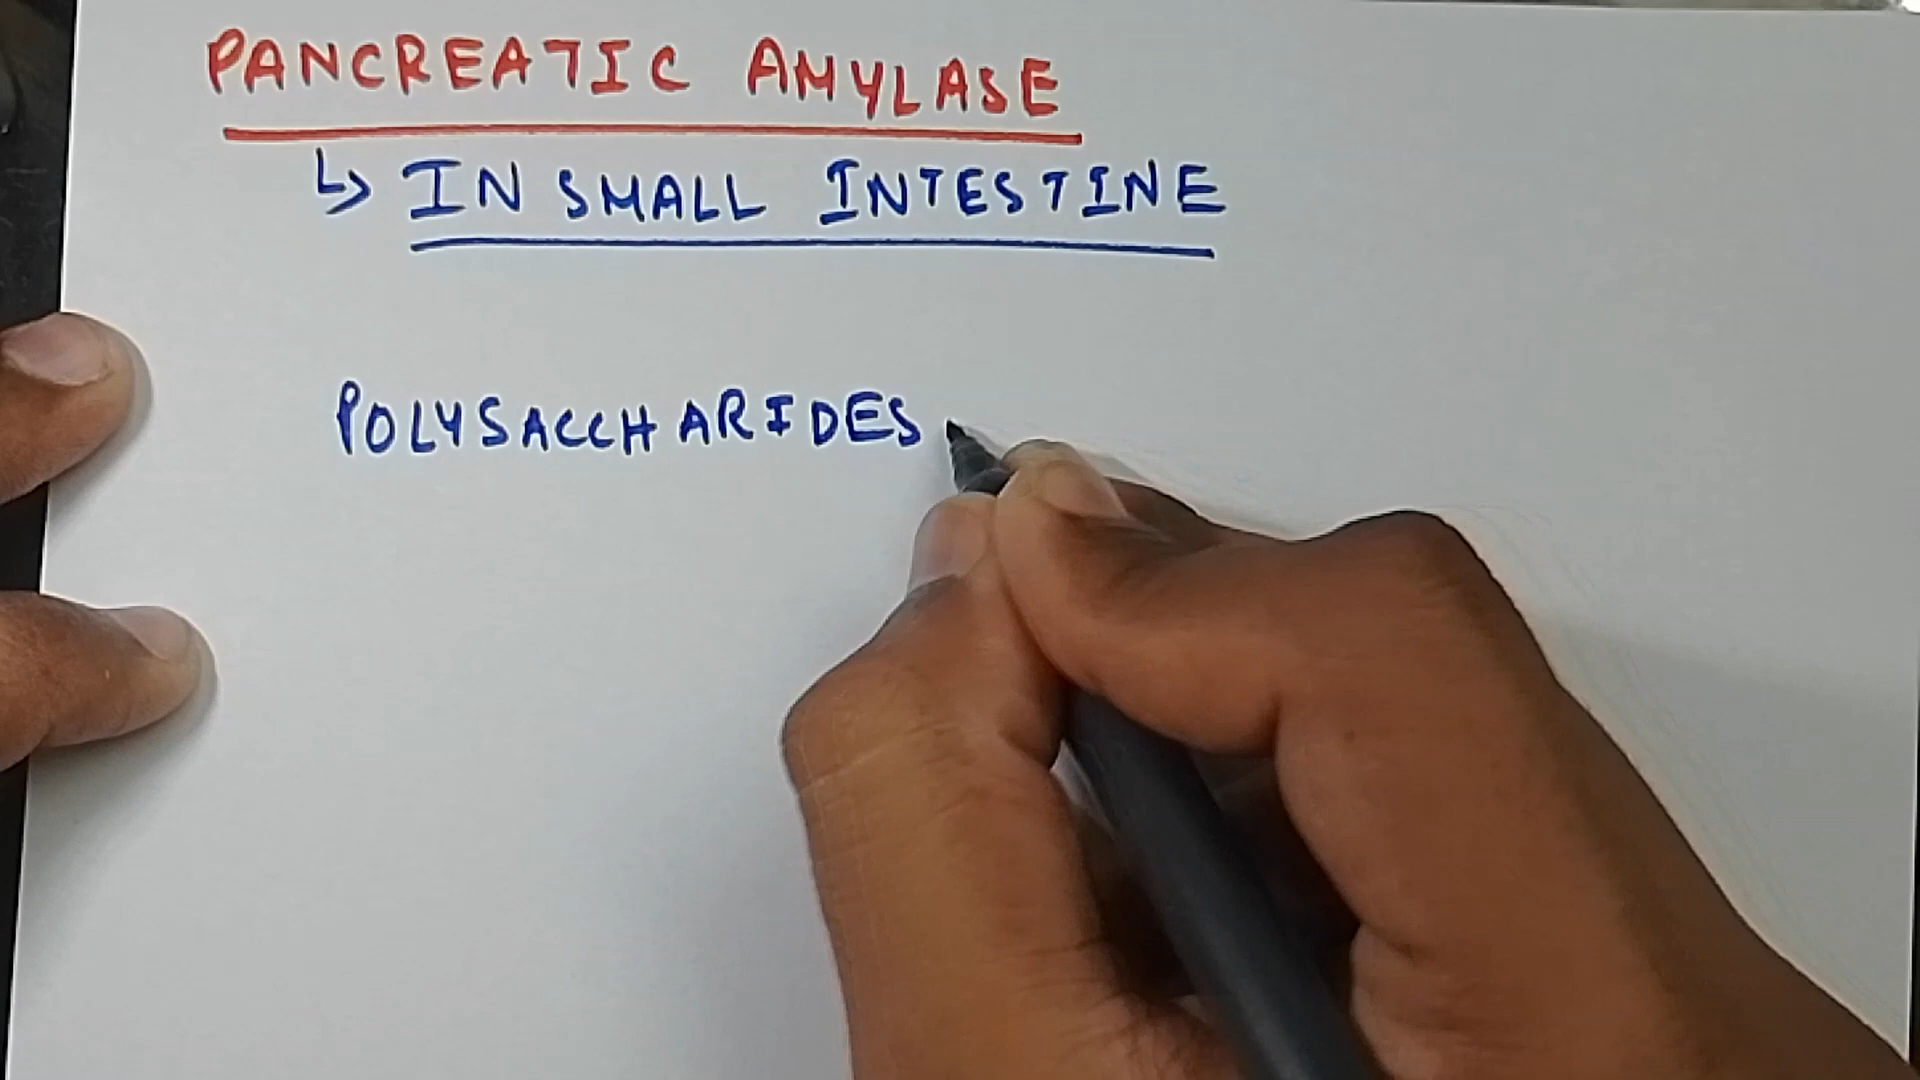 PANCREATIC AMYLASE
↳ IN SMALL INTESTINE
POLYSACCHARIDES